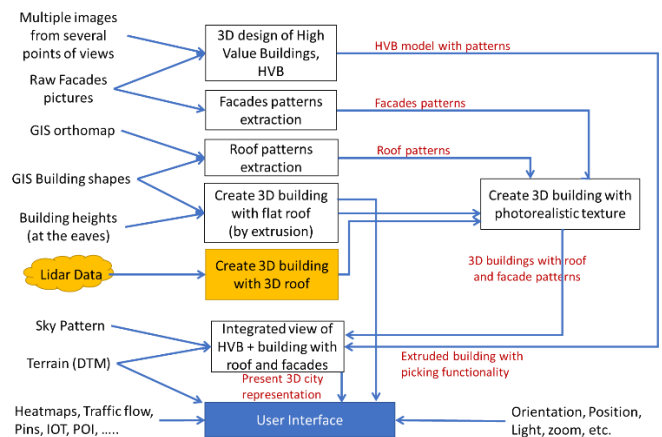 Multiple images
from several
points of views
Raw Facades
pictures
GIS orthomap
GIS Building shapes
Building heights
(at the eaves)
Lidar Data
Sky Pattern
Terrain (DTM)
Heatmaps, Traffic flow,
Pins, IOT, POI, .....
3D design of High
Value Buildings,
HVB
Facades patterns
extraction
Roof patterns
extraction
Create 3D building
with flat roof
(by extrusion)
Create 3D building
with 3D roof
Integrated view of
HVB + building with
roof and facades
Present 3D city
representation
User Interface
HVB model with patterns
Facades patterns
Roof patterns
Create 3D building with
photorealistic texture
3D buildings with roof
and facade patterns
Extruded building with
picking functionality
Orientation, Position,
Light, zoom, etc.